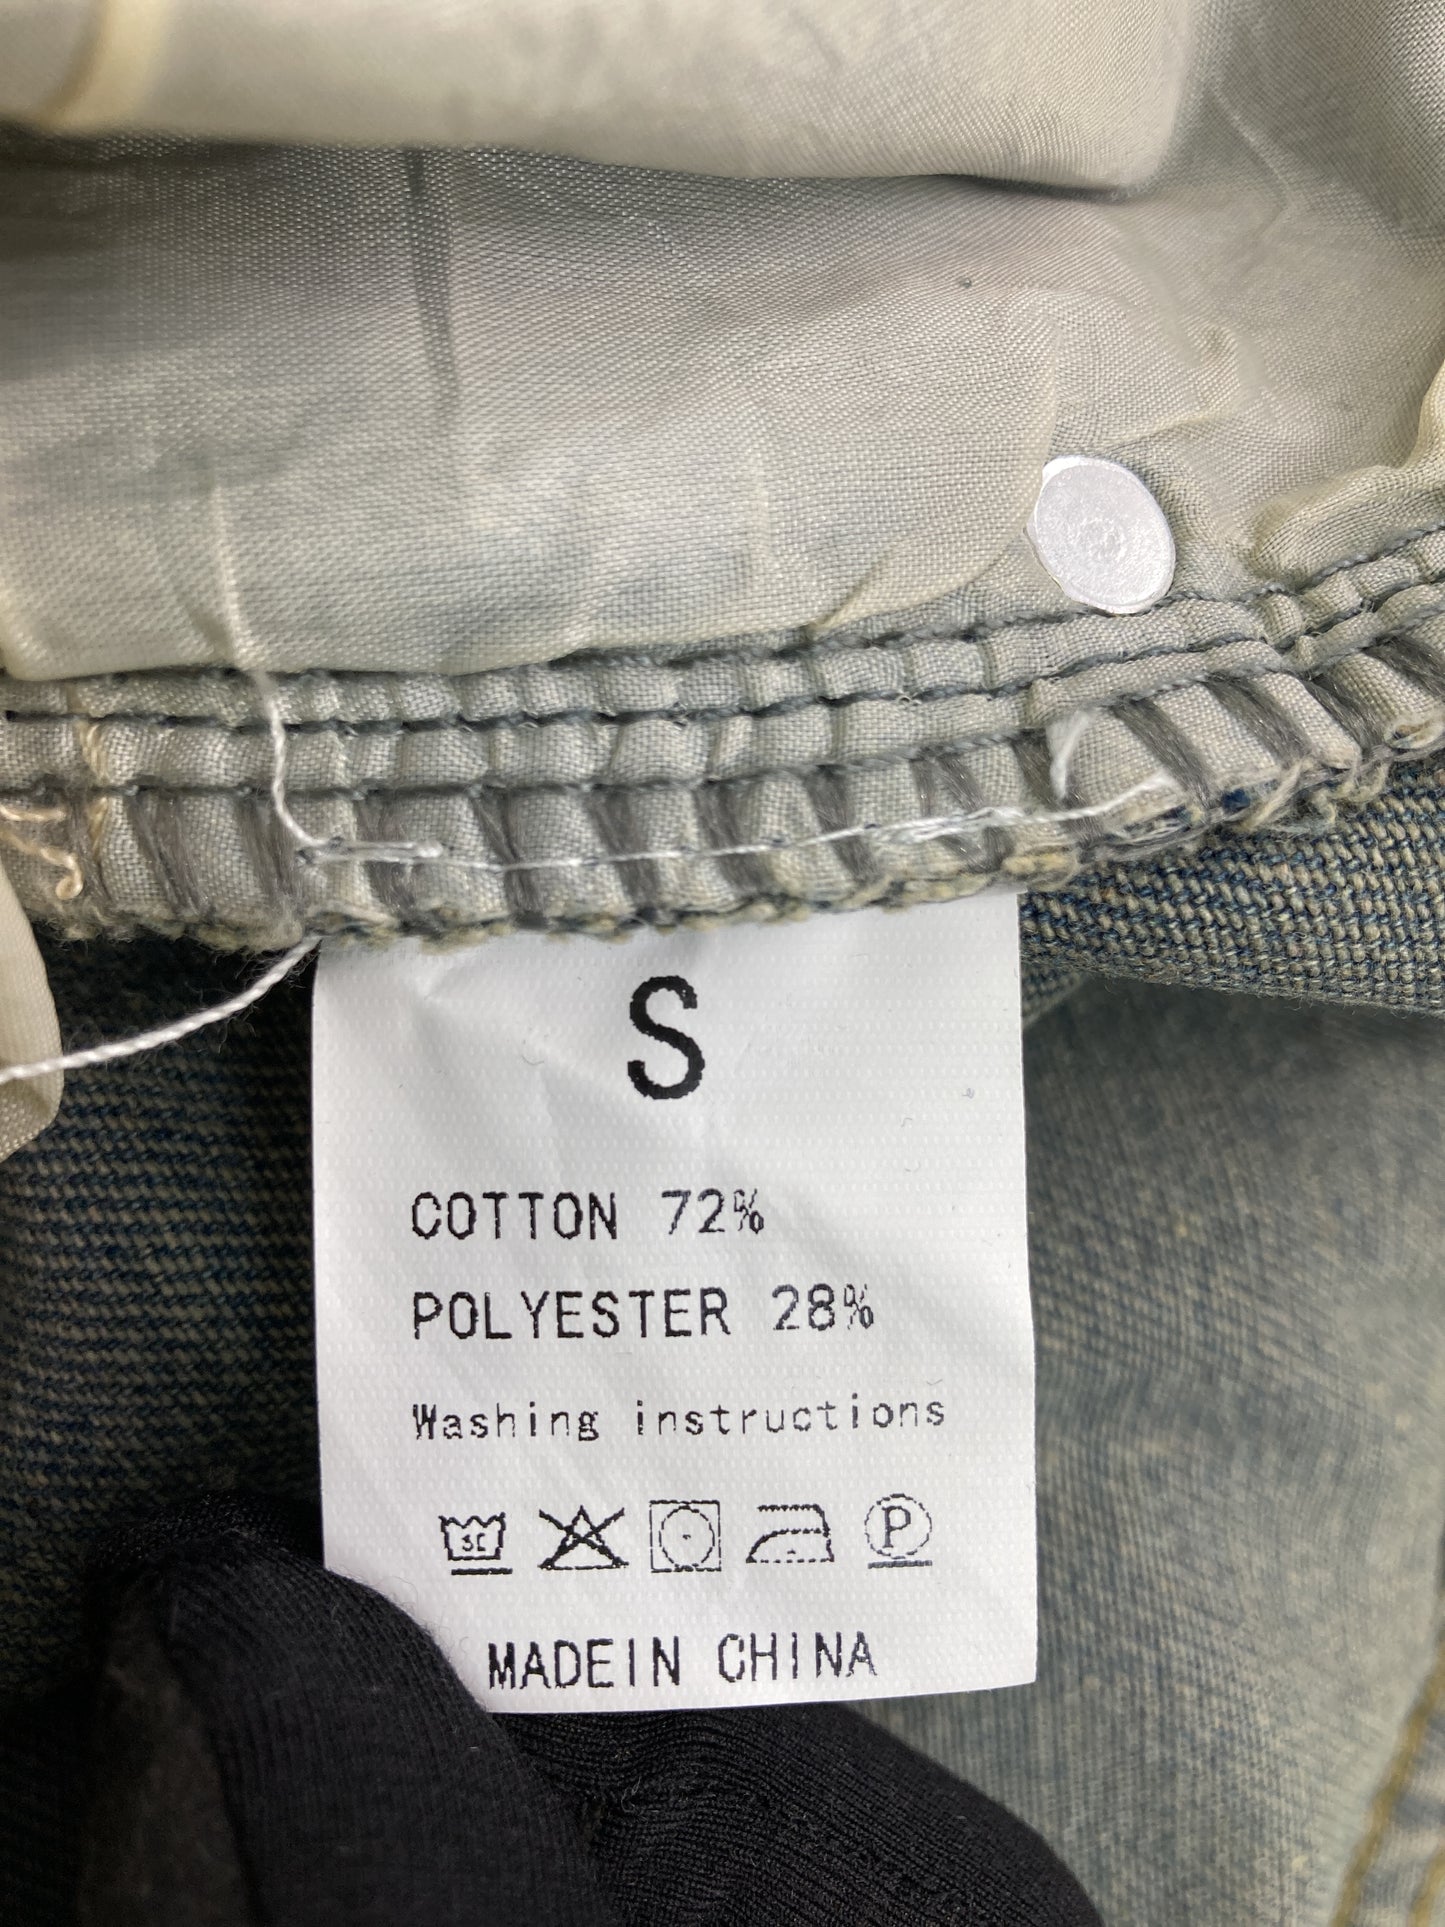 S
COTTON 72%
POLYESTER 28%
Washing instructions
P
MADEIN CHINA